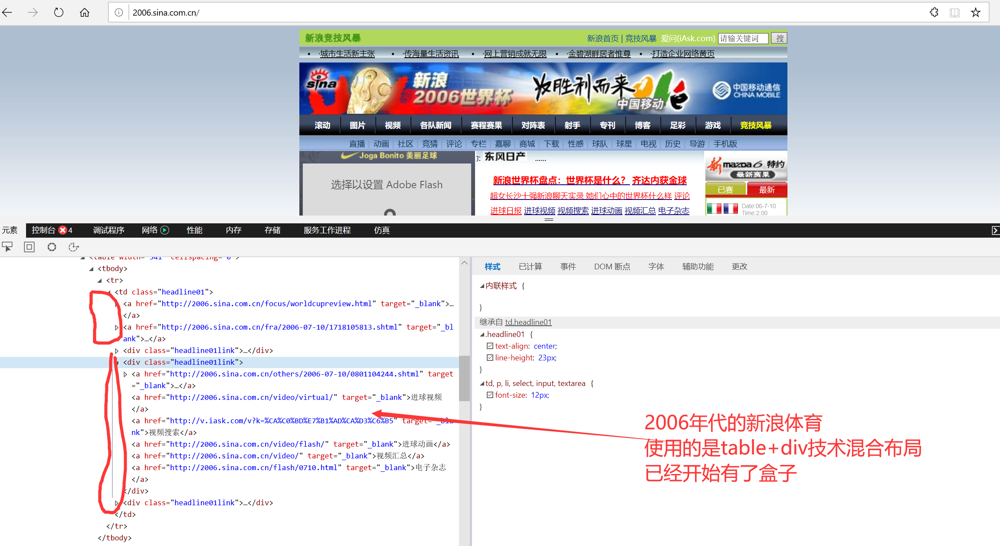 2006.sina.com.cn/
新浪竞技风暴
新浪首页 | 竞技风暴 爱问(iAsk.com) 请输关键词 搜
• ·城市生活新主张 • ·传海量生活资讯 • ·网上营销成就无限 • ·金碧湖畔居者惟尊 • ·打造企业网络黄页
sina
新浪
2006世界杯
为胜利而来
中国移动
中国移动通信
CHINA MOBILE
滚动 图片 视频 各队新闻 赛程赛果 对阵表 射手 专刊 博客 足彩 游戏 竞技风暴
直播 动画 社区 竞猜 评论 专栏 嘉聊 商城 下载 性感 球队 球星 电视 历史 导游 手机版
Joga Bonito 美丽足球
东风日产 ......
新 mazda6 特约
最新赛果
选择以设置 Adobe Flash
新浪世界杯盘点：世界杯是什么？ 齐达内获金球
超女长沙十强新浪聊天实录 她们心中的世界杯什么样 评论
进球日报 进球视频 视频搜索 进球动画 视频汇总 电子杂志
已赛 最新
Date:06-7-10
Time:2:00
元素 控制台 4 调试程序 网络 性能 内存 存储 服务工作进程 仿真
<table width="541" cellspacing="0">
<tbody>
<tr>
<td class="headline01">
<a href="http://2006.sina.com.cn/focus/worldcupreview.html" target="_blank">…
</a>
<a href="http://2006.sina.com.cn/fra/2006-07-10/1718105813.shtml" target="_bl
ank">…</a>
<div class="headline01link">…</div>
<div class="headline01link">
<a href="http://2006.sina.com.cn/others/2006-07-10/0801104244.shtml" target
="_blank">…</a>
<a href="http://2006.sina.com.cn/video/virtual/" target="_blank">进球视频
</a>
<a href="http://v.iask.com/v?k=%CA%C0%BD%E7%B1%AD%CA%D3%C6%B5" target="_bla
nk">视频搜索</a>
<a href="http://2006.sina.com.cn/video/flash/" target="_blank">进球动画</a>
<a href="http://2006.sina.com.cn/video/" target="_blank">视频汇总</a>
<a href="http://2006.sina.com.cn/flash/0710.html" target="_blank">电子杂志
</a>
</div>
<div class="headline01link">…</div>
</td>
</tr>
</tbody>
样式 已计算 事件 DOM 断点 字体 辅助功能 更改
内联样式 {
}
继承自 td.headline01
.headline01 {
text-align: center;
line-height: 23px;
}
td, p, li, select, input, textarea {
font-size: 12px;
}
2006年代的新浪体育
使用的是table+div技术混合布局
已经开始有了盒子